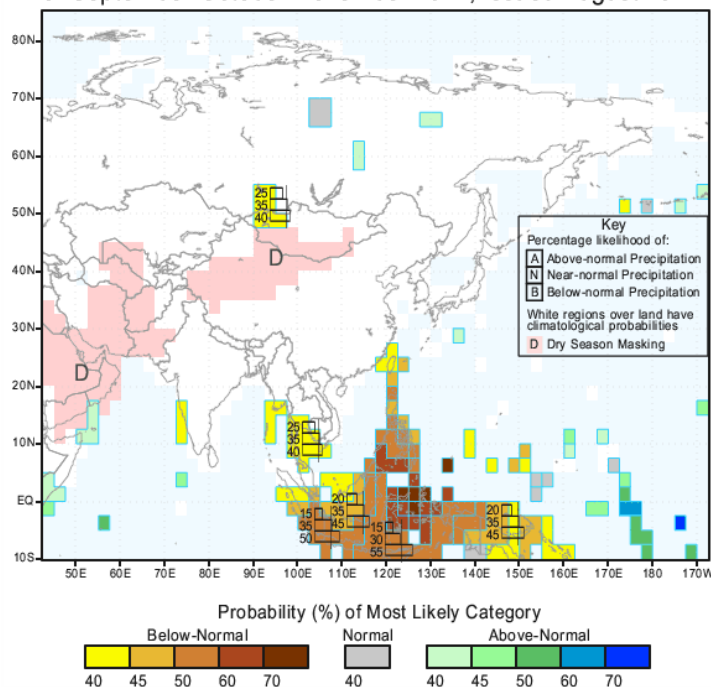 80N
70N
60N
50N
40N
30N
20N
10N
EQ
10S
25
35
40
D
Key
Percentage likelihood of:
A Above-normal Precipitation
N Near-normal Precipitation
B Below-normal Precipitation
White regions over land have
climatological probabilities
D Dry Season Masking
D
25
35
40
20
35
45
15
35
50
15
30
55
20
35
45
50E 60E 70E 80E 90E 100E 110E 120E 130E 140E 150E 160E 170E 180 170W
Probability (%) of Most Likely Category
Below-Normal Normal Above-Normal
40 45 50 60 70 40 40 45 50 60 70